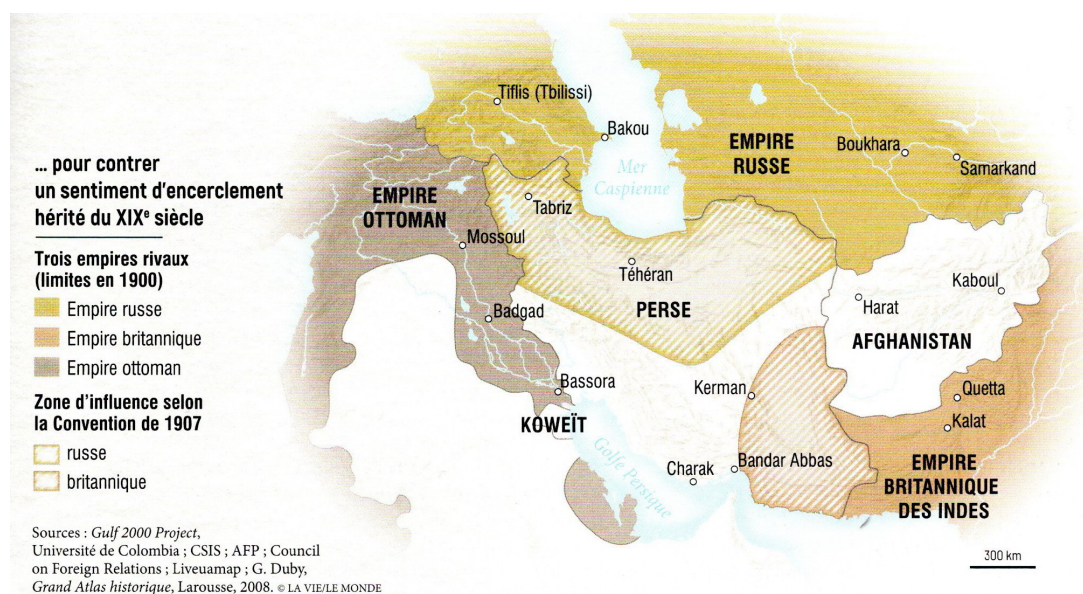 ... pour contrer
un sentiment d'encerclement
hérité du XIXe siècle
Trois empires rivaux
(limites en 1900)
Empire russe
Empire britannique
Empire ottoman
Zone d'influence selon
la Convention de 1907
russe
britannique
Sources : Gulf 2000 Project,
Université de Colombia ; CSIS ; AFP ; Council
on Foreign Relations ; Liveuamap ; G. Duby,
Grand Atlas historique, Larousse, 2008. © LA VIE/LE MONDE
Tiflis (Tbilissi)
Bakou
Mer
Caspienne
EMPIRE
RUSSE
Boukhara
Samarkand
EMPIRE
OTTOMAN
Tabriz
Mossoul
Téhéran
PERSE
Kaboul
Harat
AFGHANISTAN
Badgad
Bassora
KOWEÏT
Kerman
Quetta
Kalat
Golfe Persique
Charak
Bandar Abbas
EMPIRE
BRITANNIQUE
DES INDES
300 km